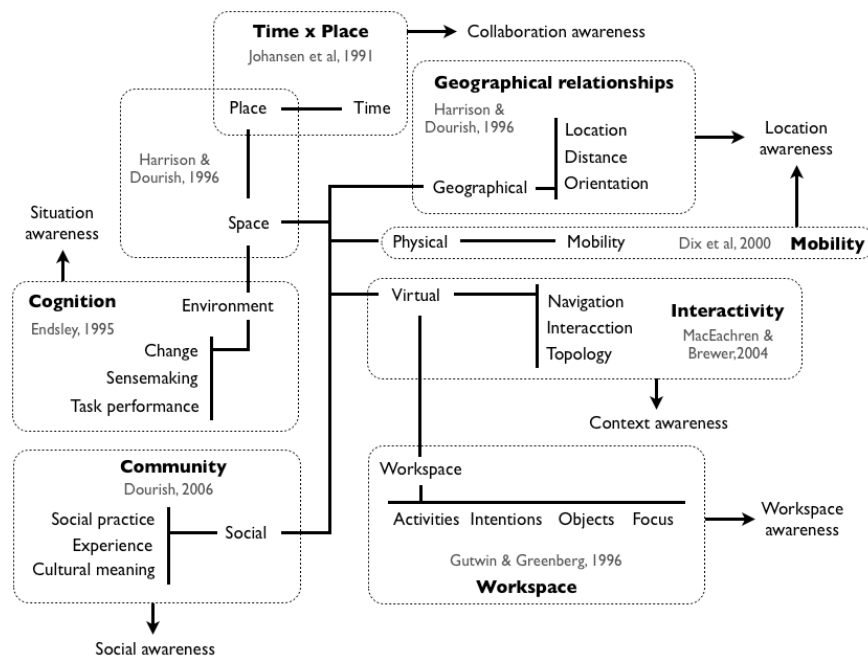 Time x Place
Johansen et al, 1991
Collaboration awareness
Place
Time
Geographical relationships
Harrison &
Dourish, 1996
Location
Distance
Orientation
Geographical
Location
awareness
Harrison &
Dourish, 1996
Space
Situation
awareness
Physical
Mobility
Dix et al, 2000
Mobility
Cognition
Endsley, 1995
Environment
Change
Sensemaking
Task performance
Virtual
Navigation
Interacction
Topology
Interactivity
MacEachren &
Brewer,2004
Context awareness
Community
Dourish, 2006
Social practice
Experience
Cultural meaning
Social
Social awareness
Workspace
Activities
Intentions
Objects
Focus
Gutwin & Greenberg, 1996
Workspace
Workspace
awareness